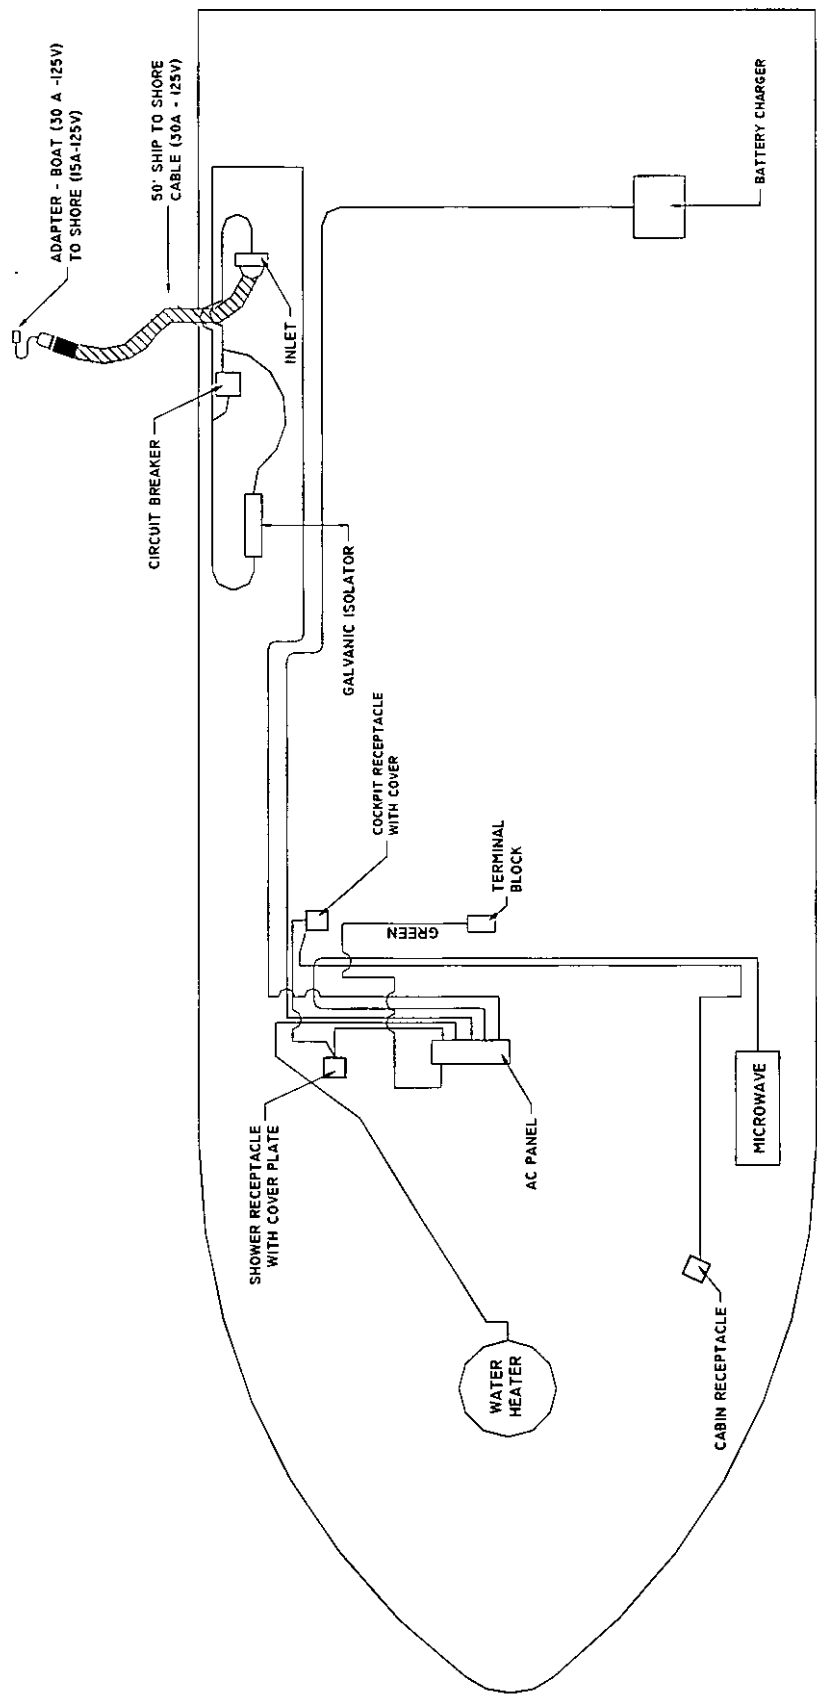 ADAPTER - BOAT (30 A -125V)
TO SHORE (15A-125V)
50' SHIP TO SHORE
CABLE (30A - 125V)
BATTERY CHARGER
INLET
CIRCUIT BREAKER
GALVANIC ISOLATOR
COCKPIT RECEPTACLE
WITH COVER
TERMINAL
BLOCK
GREEN
SHOWER RECEPTACLE
WITH COVER PLATE
AC PANEL
MICROWAVE
WATER
HEATER
CABIN RECEPTACLE